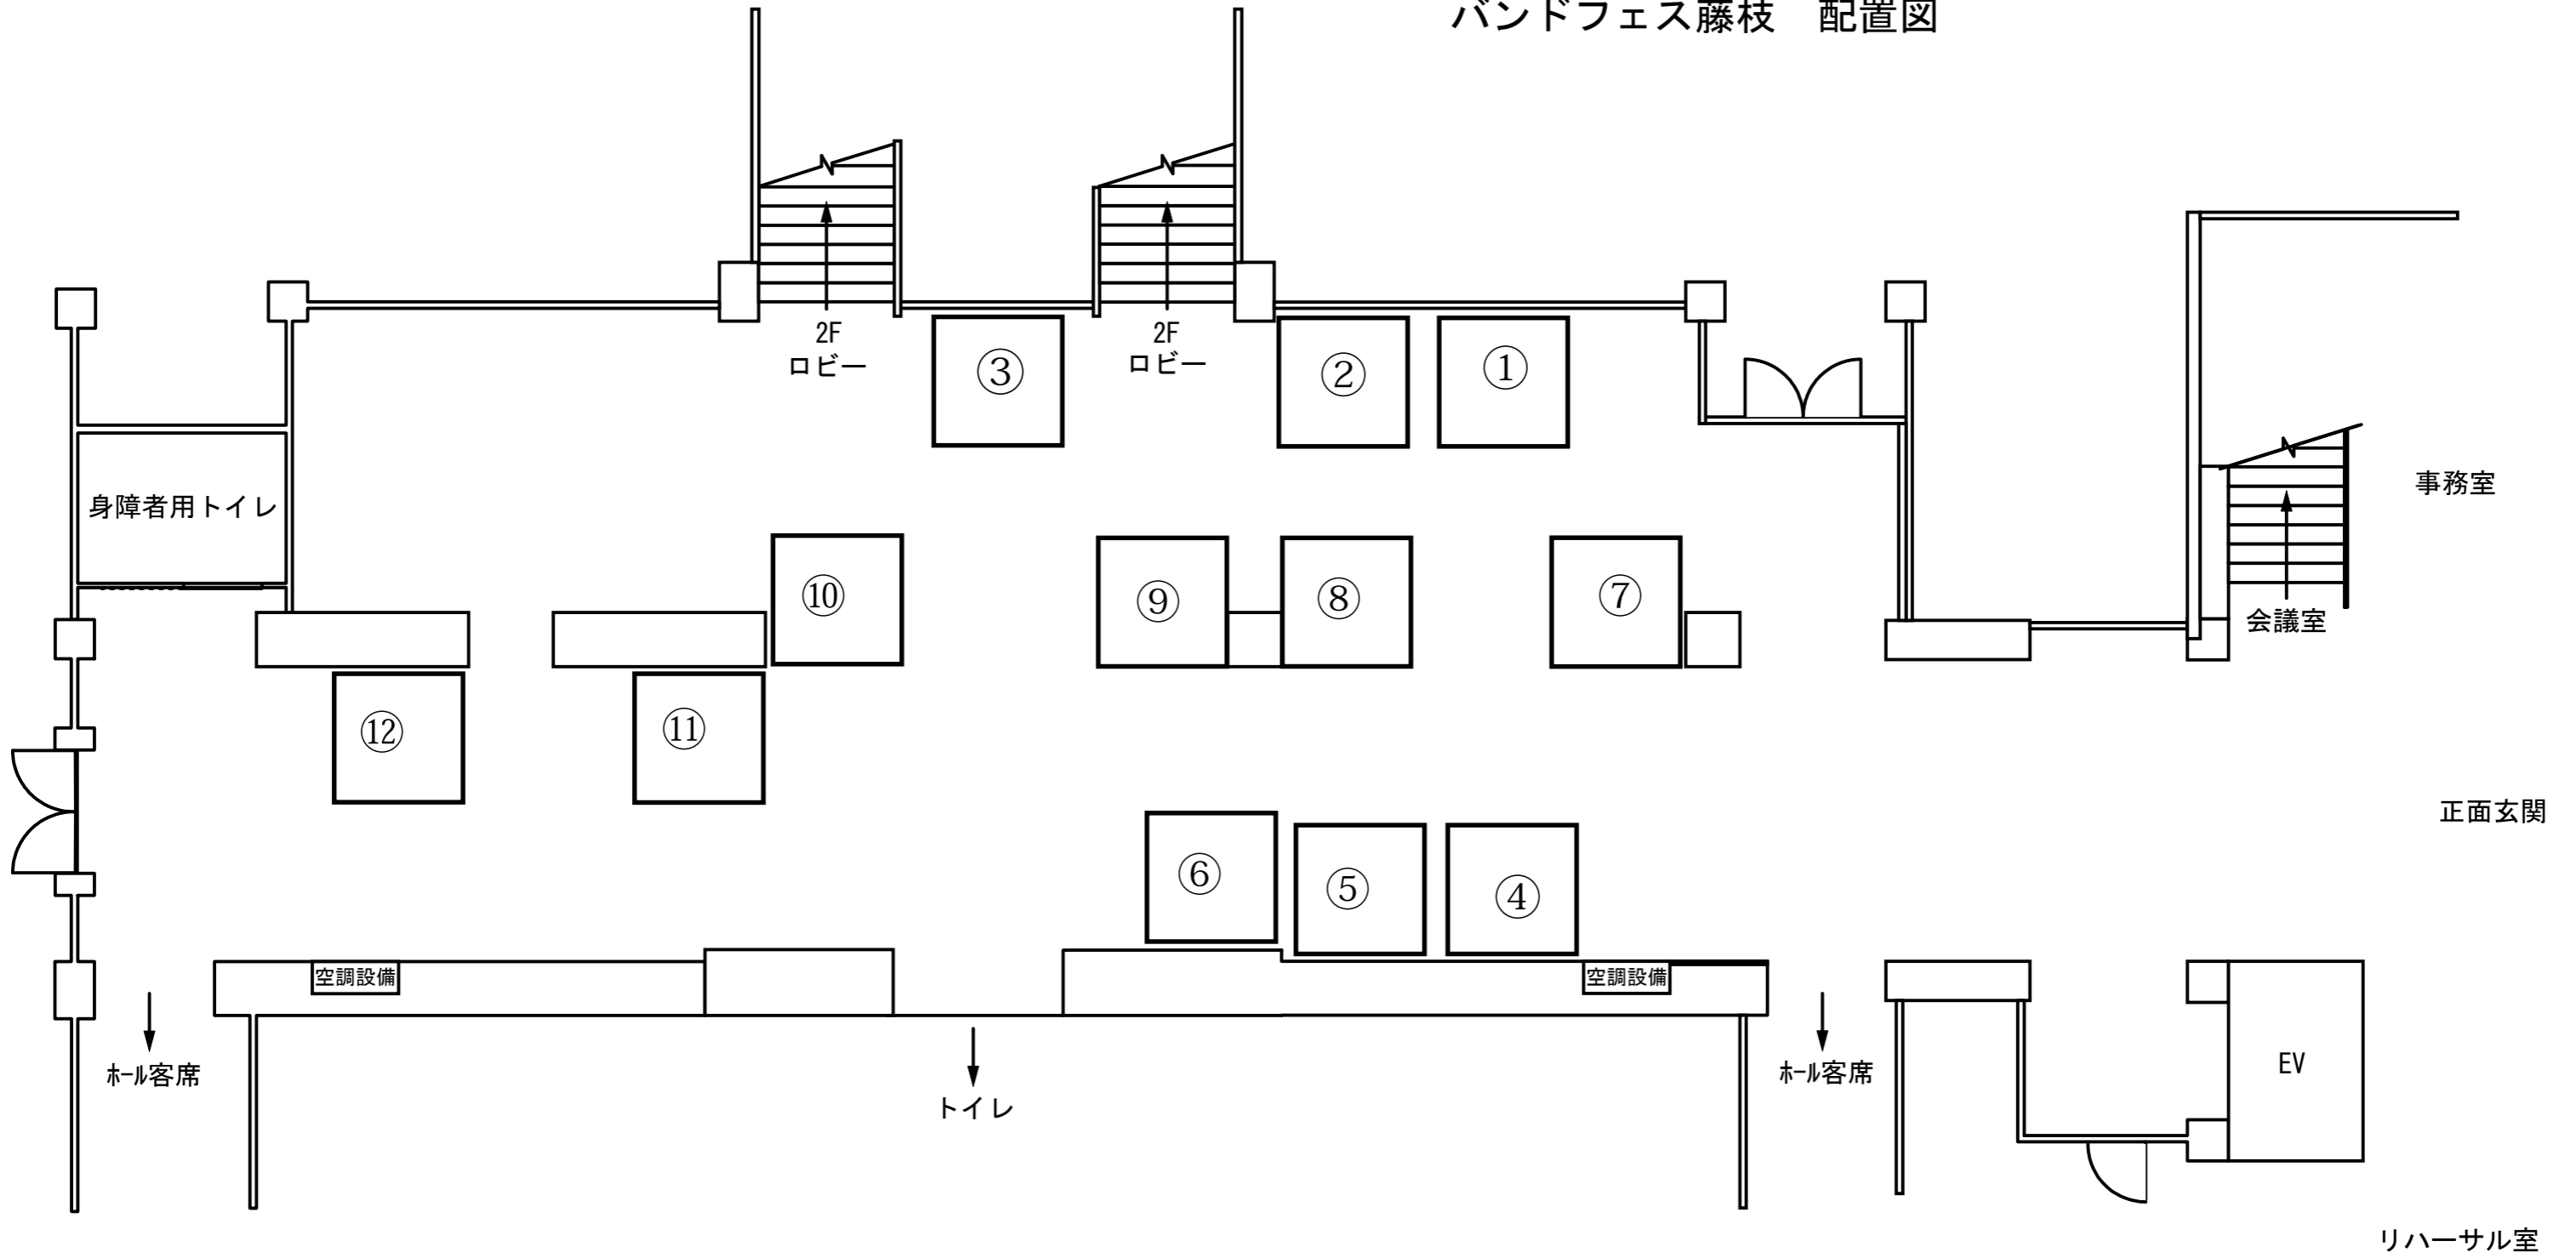 バンドフェス藤枝　配置図
2F
ロビー
2F
ロビー
③
②
①
身障者用トイレ
事務室
⑩
⑨
⑧
⑦
会議室
⑫
⑪
正面玄関
⑥
⑤
④
空調設備
空調設備
ﾎｰﾙ客席
トイレ
ﾎｰﾙ客席
EV
リハーサル室